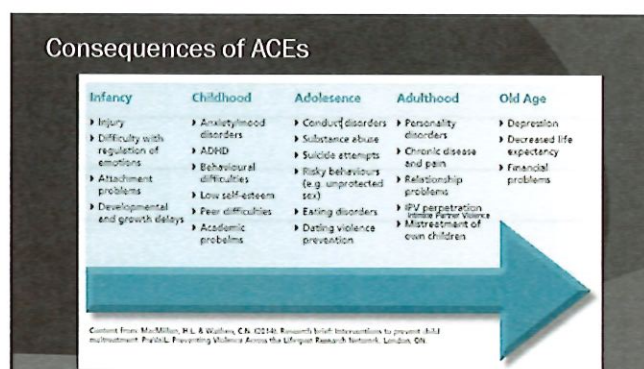 Consequences of ACEs
Infancy
› Injury
› Difficulty with
regulation of
emotions
› Attachment
problems
› Developmental
and growth delays
Childhood
› Anxiety/mood
disorders
› ADHD
› Behavioural
difficulties
› Low self-esteem
› Peer difficulties
› Academic
probelms
Adolesence
› Conduct disorders
› Substance abuse
› Suicide attempts
› Risky behaviours
(e.g. unprotected
sex)
› Eating disorders
› Dating violence
prevention
Adulthood
› Personality
disorders
› Chronic disease
and pain
› Relationship
problems
› IPV perpetration
Intimate Partner Violence
› Mistreatment of
own children
Old Age
› Depression
› Decreased life
expectancy
› Financial
problems
Content from: MacMillan, H.L. & Wathen, C.N. (2014). Research brief: Interventions to prevent child
maltreatment. PreVAiL: Preventing Violence Across the Lifespan Research Network. London, ON.